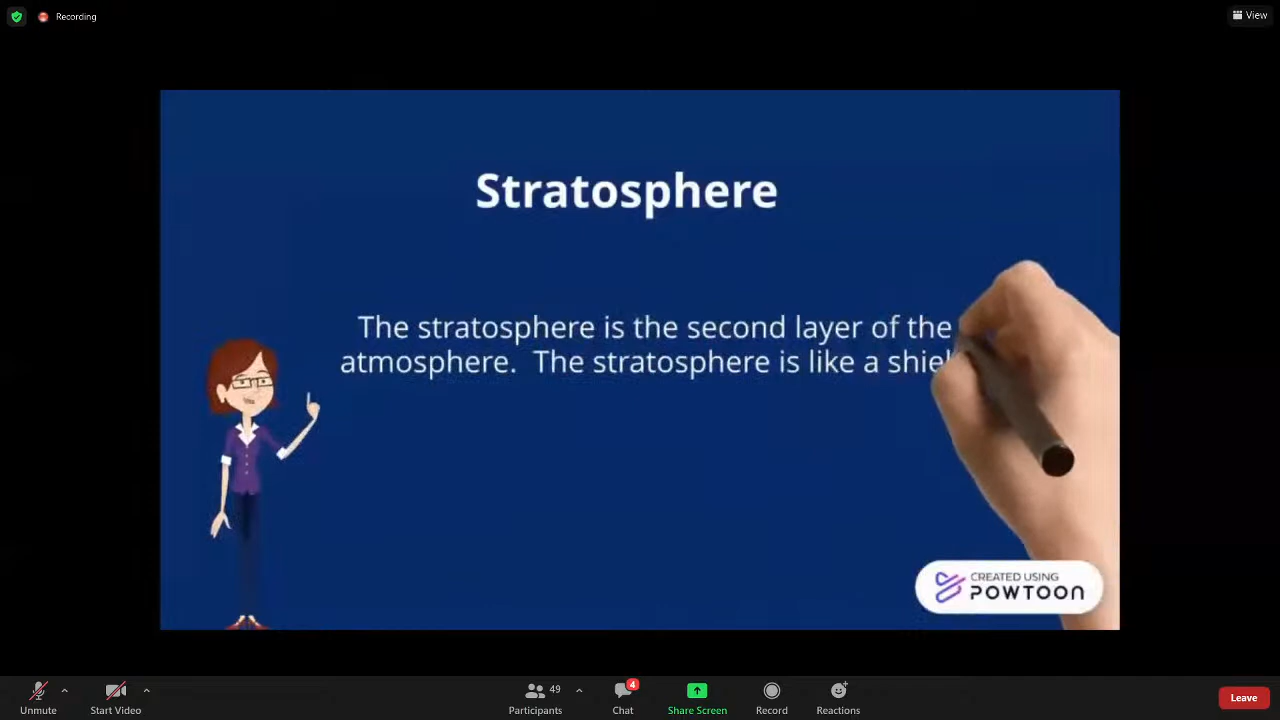 Recording
View
Stratosphere
The stratosphere is the second layer of the
atmosphere.  The stratosphere is like a shiel
CREATED USING
POWTOON
49
4
Unmute
Start Video
Participants
Chat
Share Screen
Record
Reactions
Leave